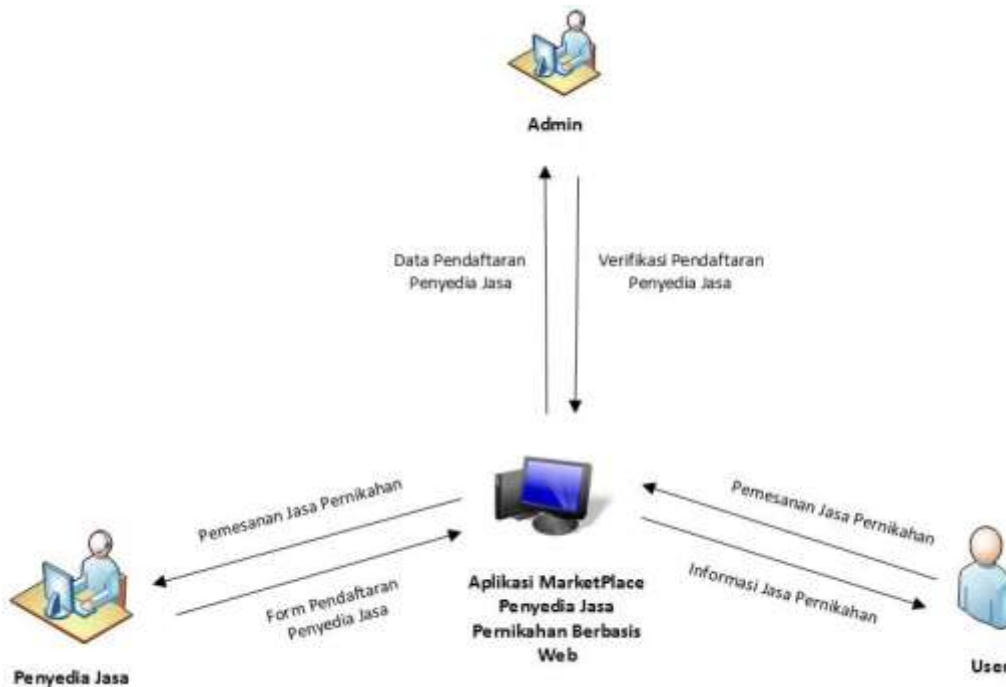 Admin
Data Pendaftaran
Penyedia Jasa
Verifikasi Pendaftaran
Penyedia Jasa
Pemesanan Jasa Pernikahan
Form Pendaftaran
Penyedia Jasa
Pemesanan Jasa Pernikahan
Informasi Jasa Pernikahan
Aplikasi MarketPlace
Penyedia Jasa
Pernikahan Berbasis
Web
Penyedia Jasa
User